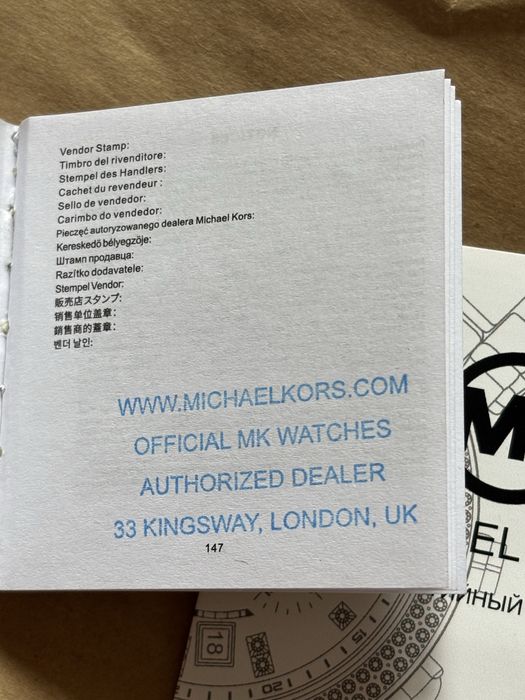 Vendor Stamp:
Timbro del rivenditore:
Stempel des Handlers:
Cachet du revendeur :
Sello de vendedor:
Carimbo do vendedor:
Pieczęć autoryzowanego dealera Michael Kors:
Kereskedő bélyegzője:
Штамп продавца:
Razítko dodavatele:
Stempel Vendor:
販売店スタンプ:
销售单位盖章:
銷售商的蓋章:
벤더 날인:
WWW.MICHAELKORS.COM
OFFICIAL MK WATCHES
AUTHORIZED DEALER
33 KINGSWAY, LONDON, UK
147
M
EL
ИЙНЫЙ
18